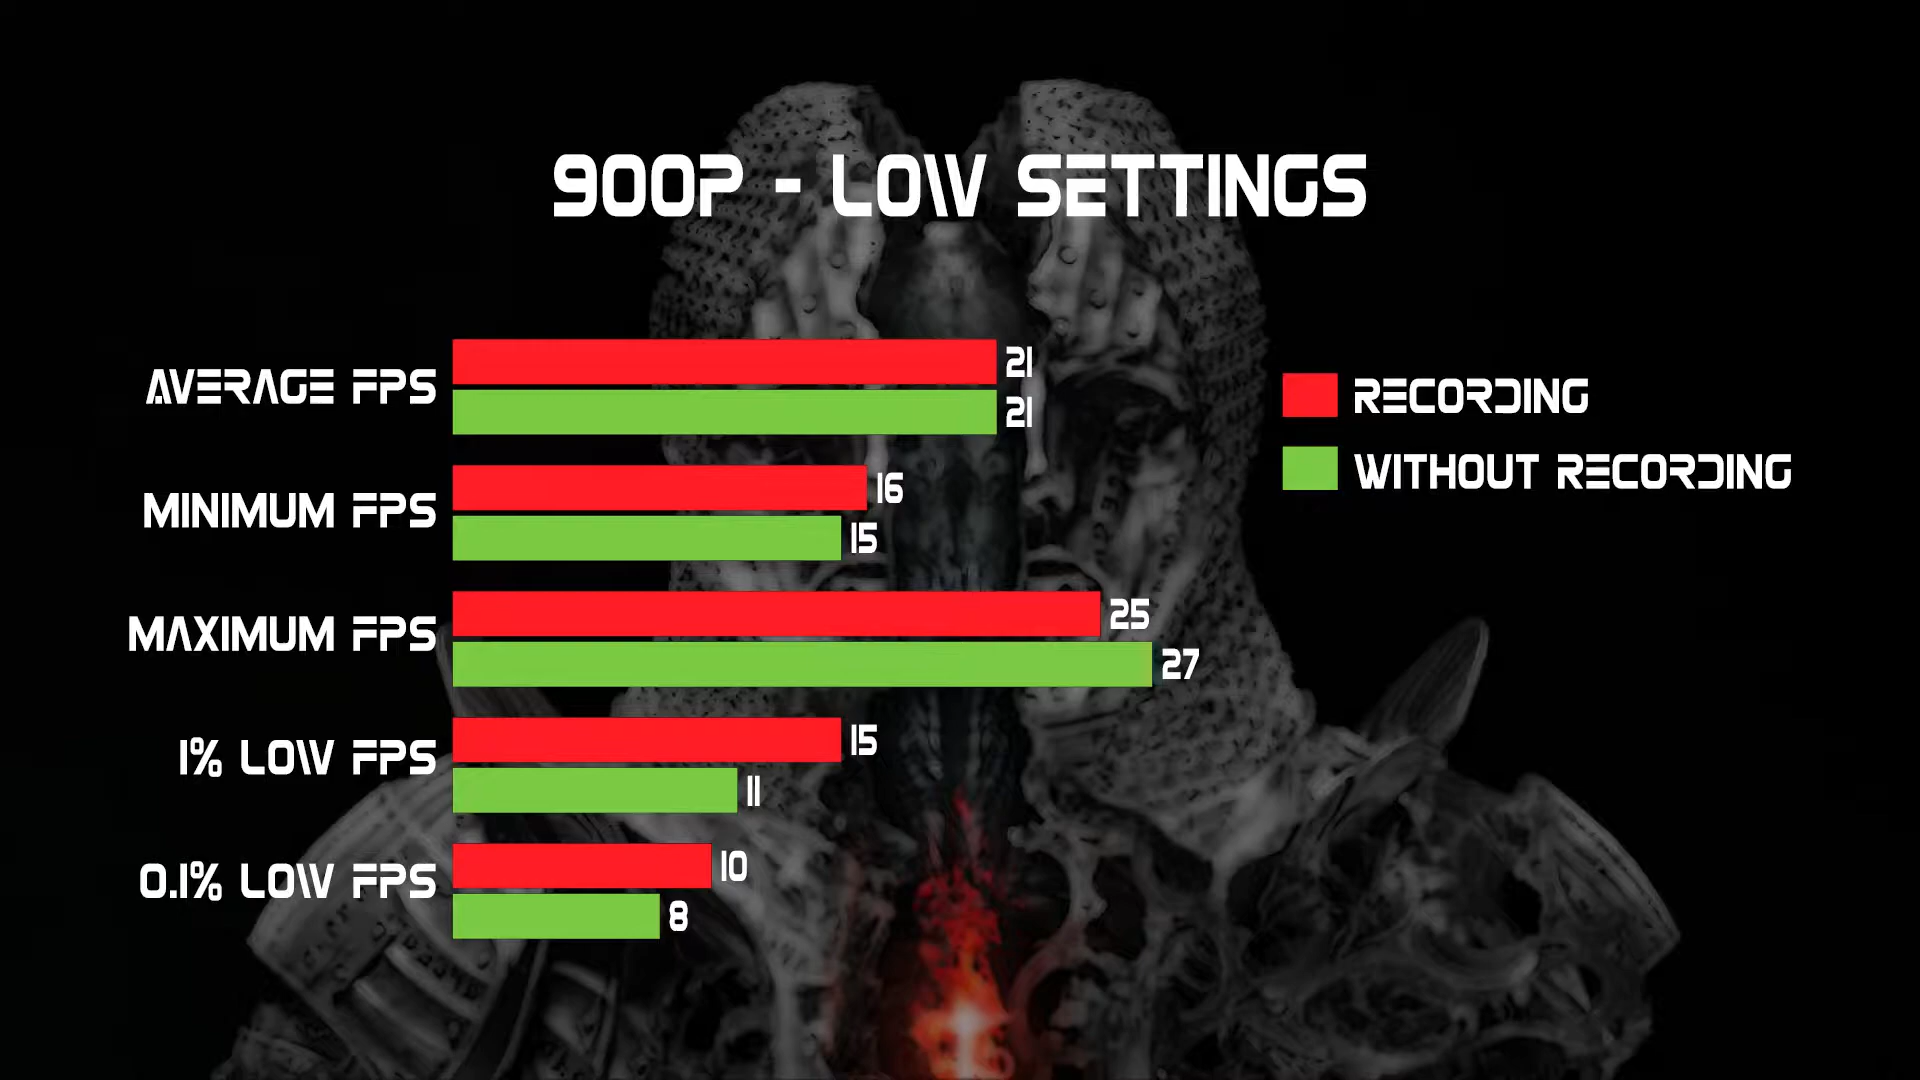 900P - LOW SETTINGS
AVERAGE FPS
21
21
MINIMUM FPS
16
15
MAXIMUM FPS
25
27
1% LOW FPS
15
11
0.1% LOW FPS
10
8
RECORDING
WITHOUT RECORDING